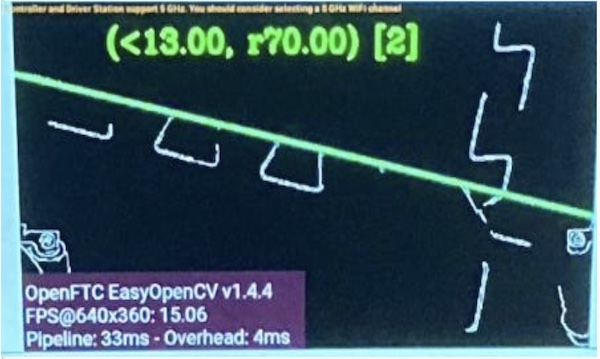 ntroller and Driver Station support 5 GHz. You should consider selecting a 5 GHz WiFi channel
(<13.00, r70.00) [2]
OpenFTC EasyOpenCV v1.4.4
FPS@640x360: 15.06
Pipeline: 33ms - Overhead: 4ms